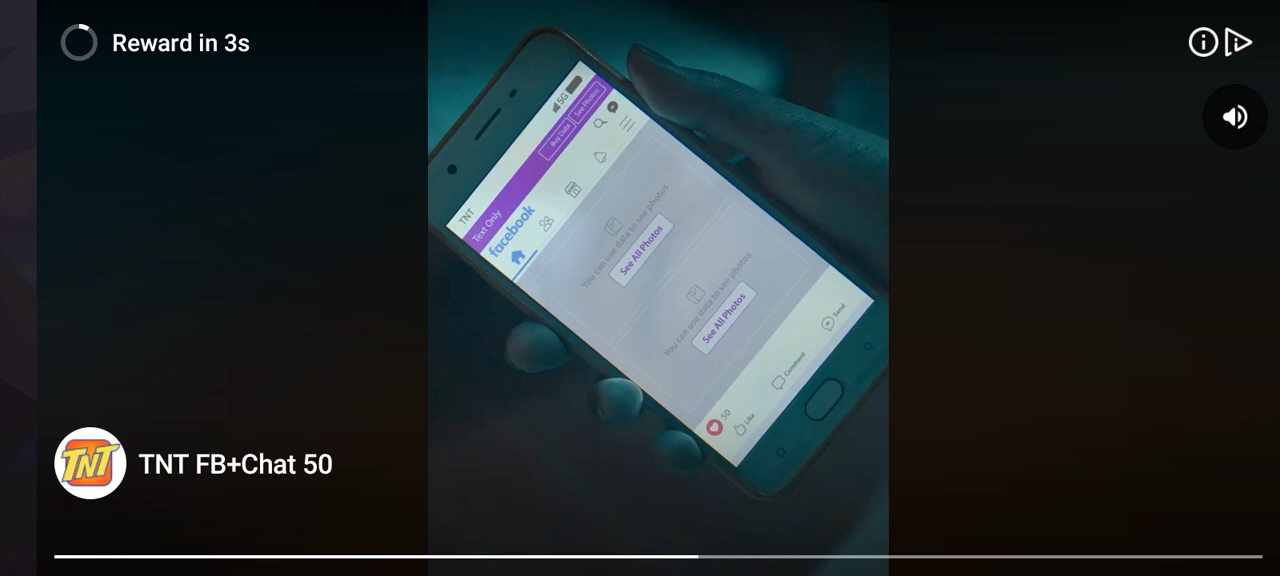 Reward in 3s
5G
TNT
Text Only
Buy Data
See Photos
facebook
You can use data to see photos
See All Photos
You can use data to see photos
See All Photos
50
Like
Comment
Send
TNT
TNT FB+Chat 50